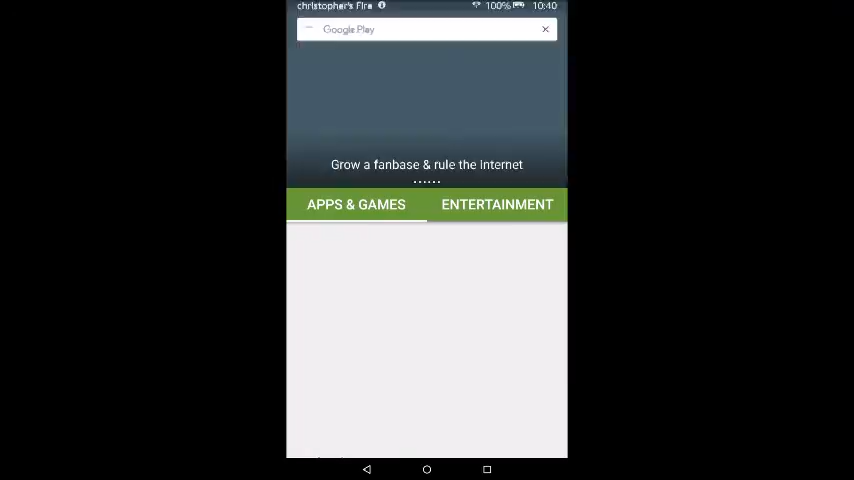 christopher's Fire 100% 10:40
Google Play
Grow a fanbase & rule the Internet
APPS & GAMES ENTERTAINMENT